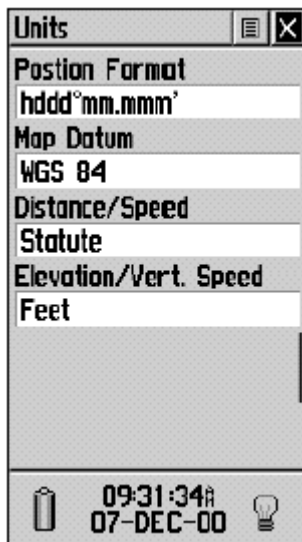 Units
Postion Format
hddd°mm.mmm'
Map Datum
WGS 84
Distance/Speed
Statute
Elevation/Vert. Speed
Feet
09:31:34A
07-DEC-00